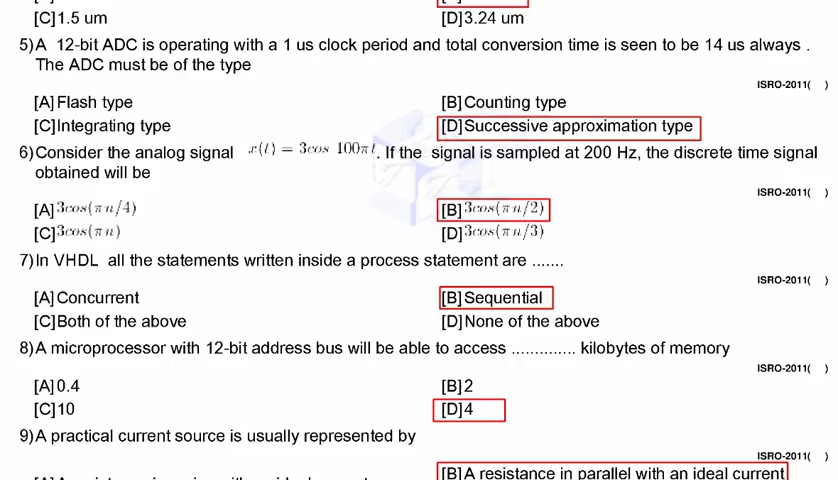 [C]1.5 um [D]3.24 um
5)A 12-bit ADC is operating with a 1 us clock period and total conversion time is seen to be 14 us always .
The ADC must be of the type
ISRO-2011( )
[A]Flash type [B]Counting type
[C]Integrating type [D]Successive approximation type
6)Consider the analog signal x(t) = 3cos 100πt. If the signal is sampled at 200 Hz, the discrete time signal
obtained will be
ISRO-2011( )
[A]3cos(πn/4) [B]3cos(πn/2)
[C]3cos(πn) [D]3cos(πn/3)
7)In VHDL all the statements written inside a process statement are .......
ISRO-2011( )
[A]Concurrent [B]Sequential
[C]Both of the above [D]None of the above
8)A microprocessor with 12-bit address bus will be able to access .............. kilobytes of memory
ISRO-2011( )
[A]0.4 [B]2
[C]10 [D]4
9)A practical current source is usually represented by
ISRO-2011( )
[B]A resistance in parallel with an ideal current